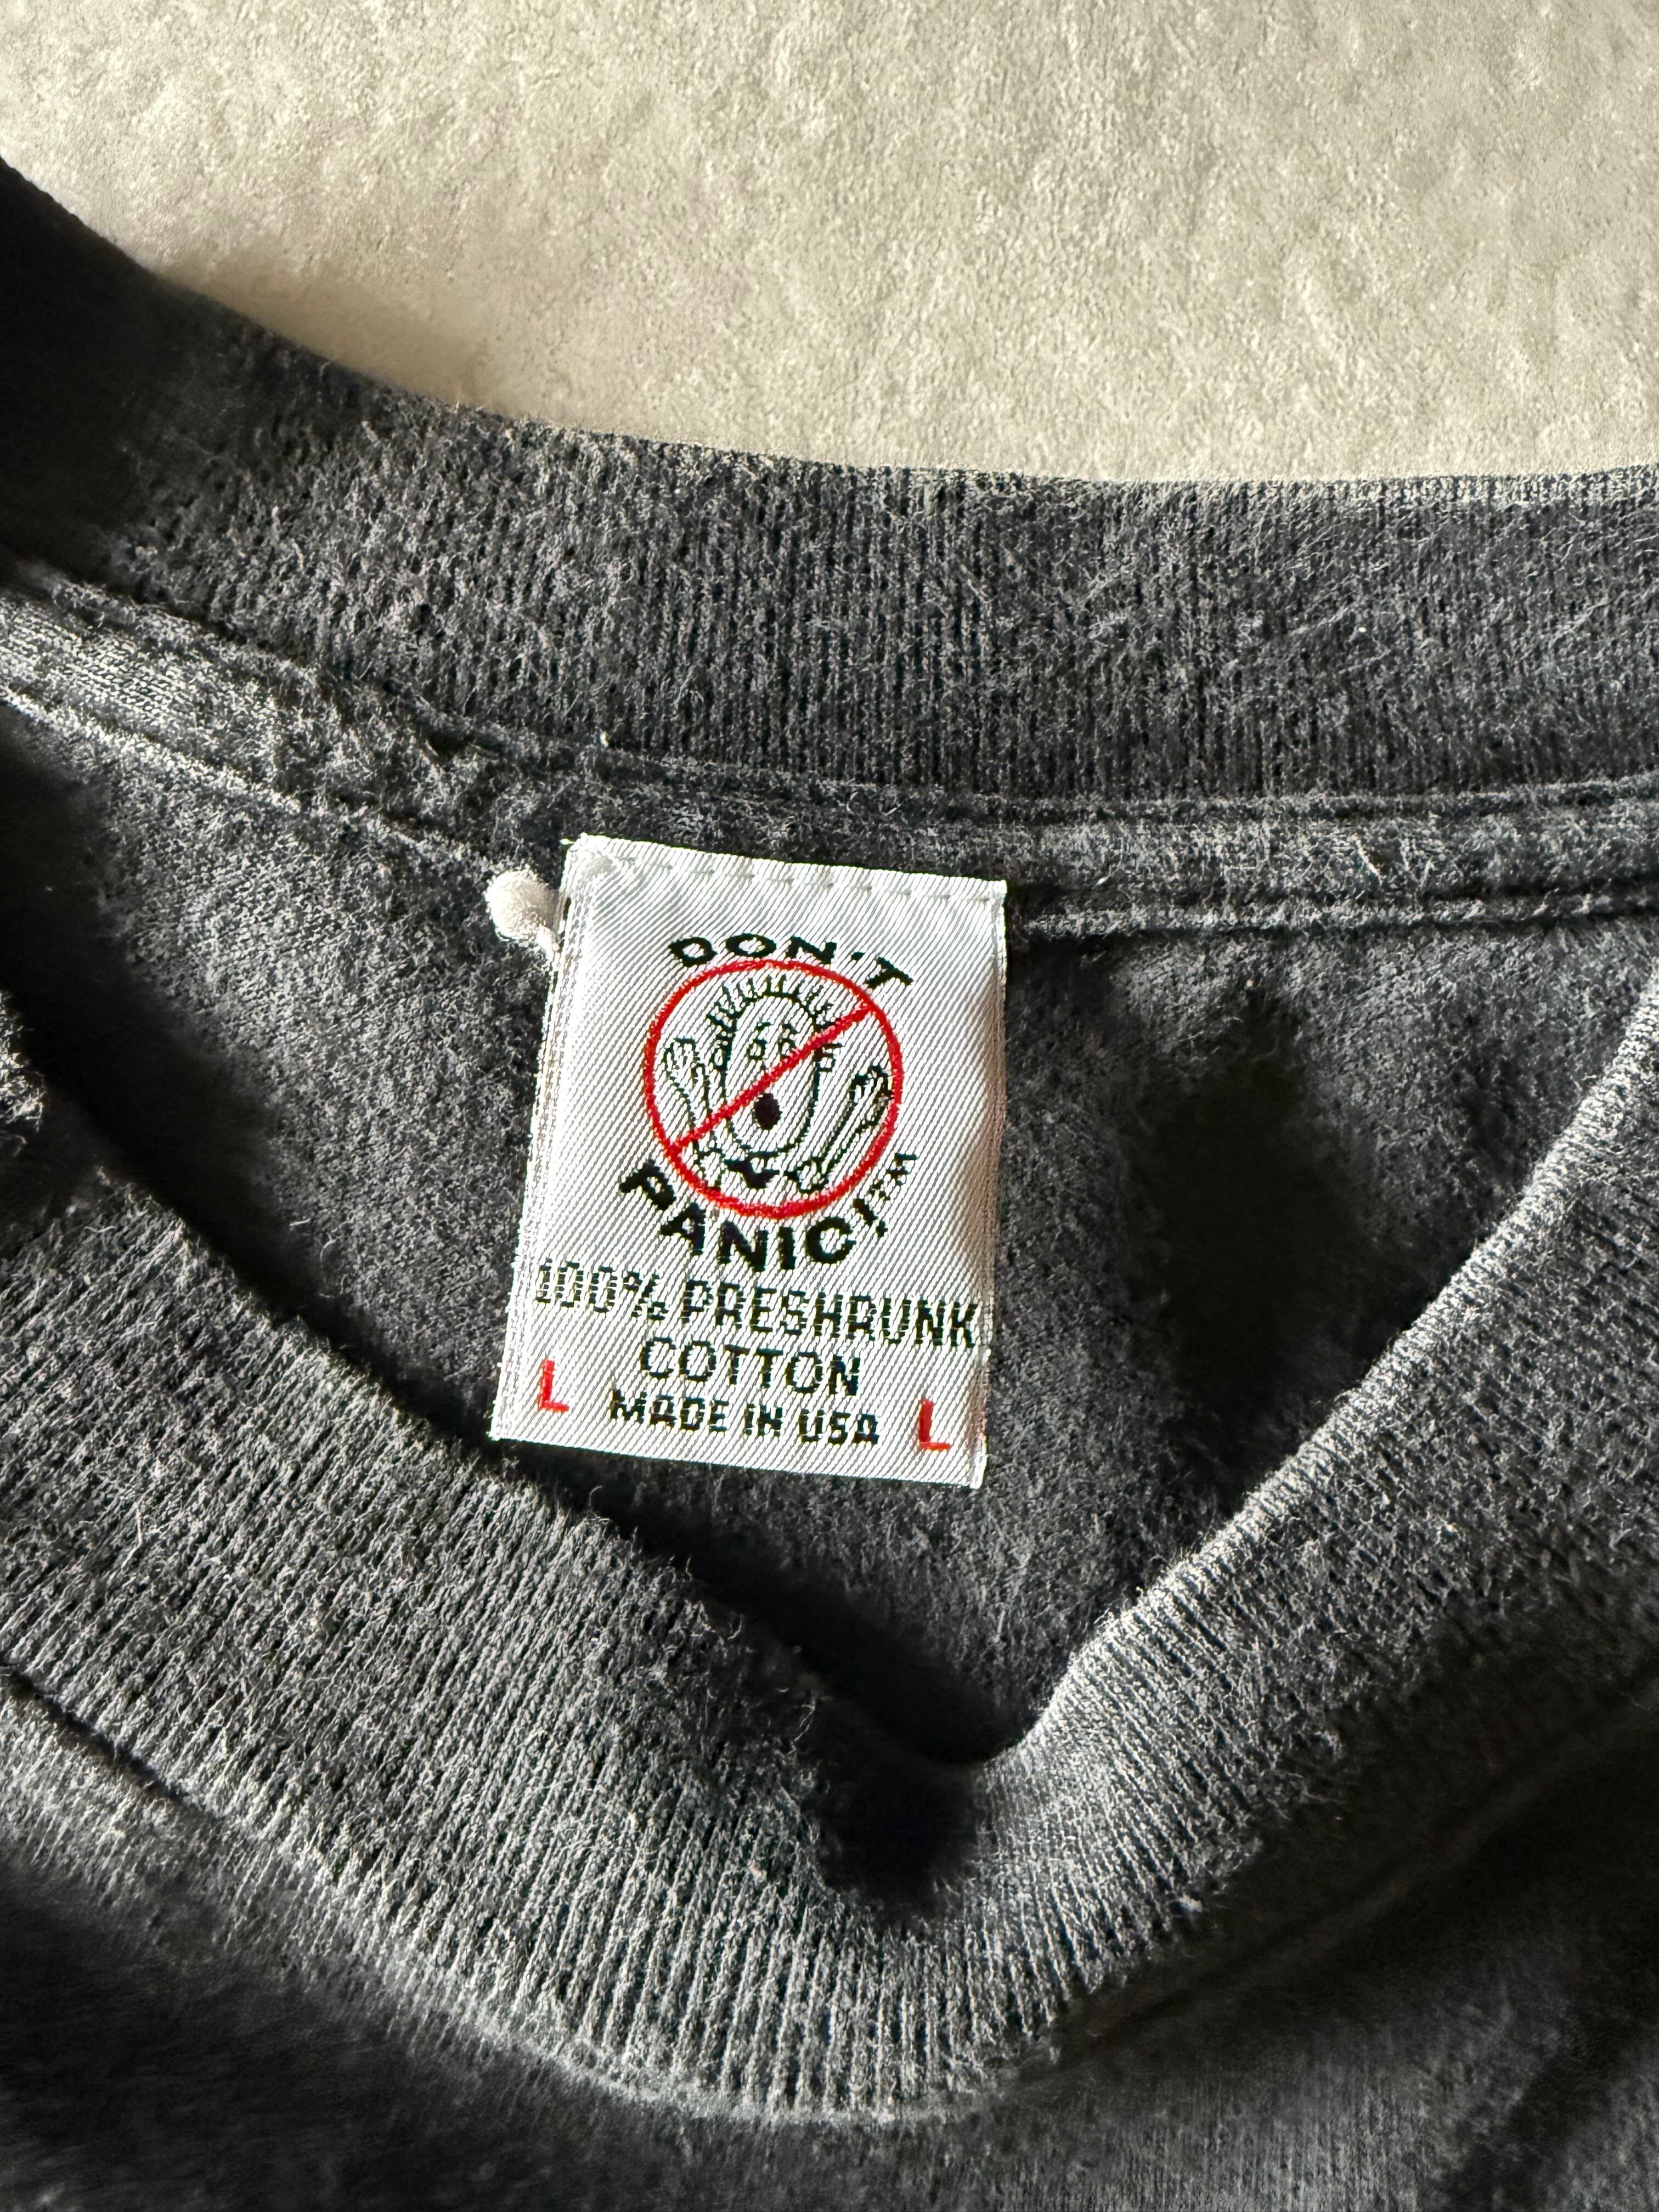 DON'T
PANIC!™
100% PRESHRUNK
COTTON
L MADE IN USA L